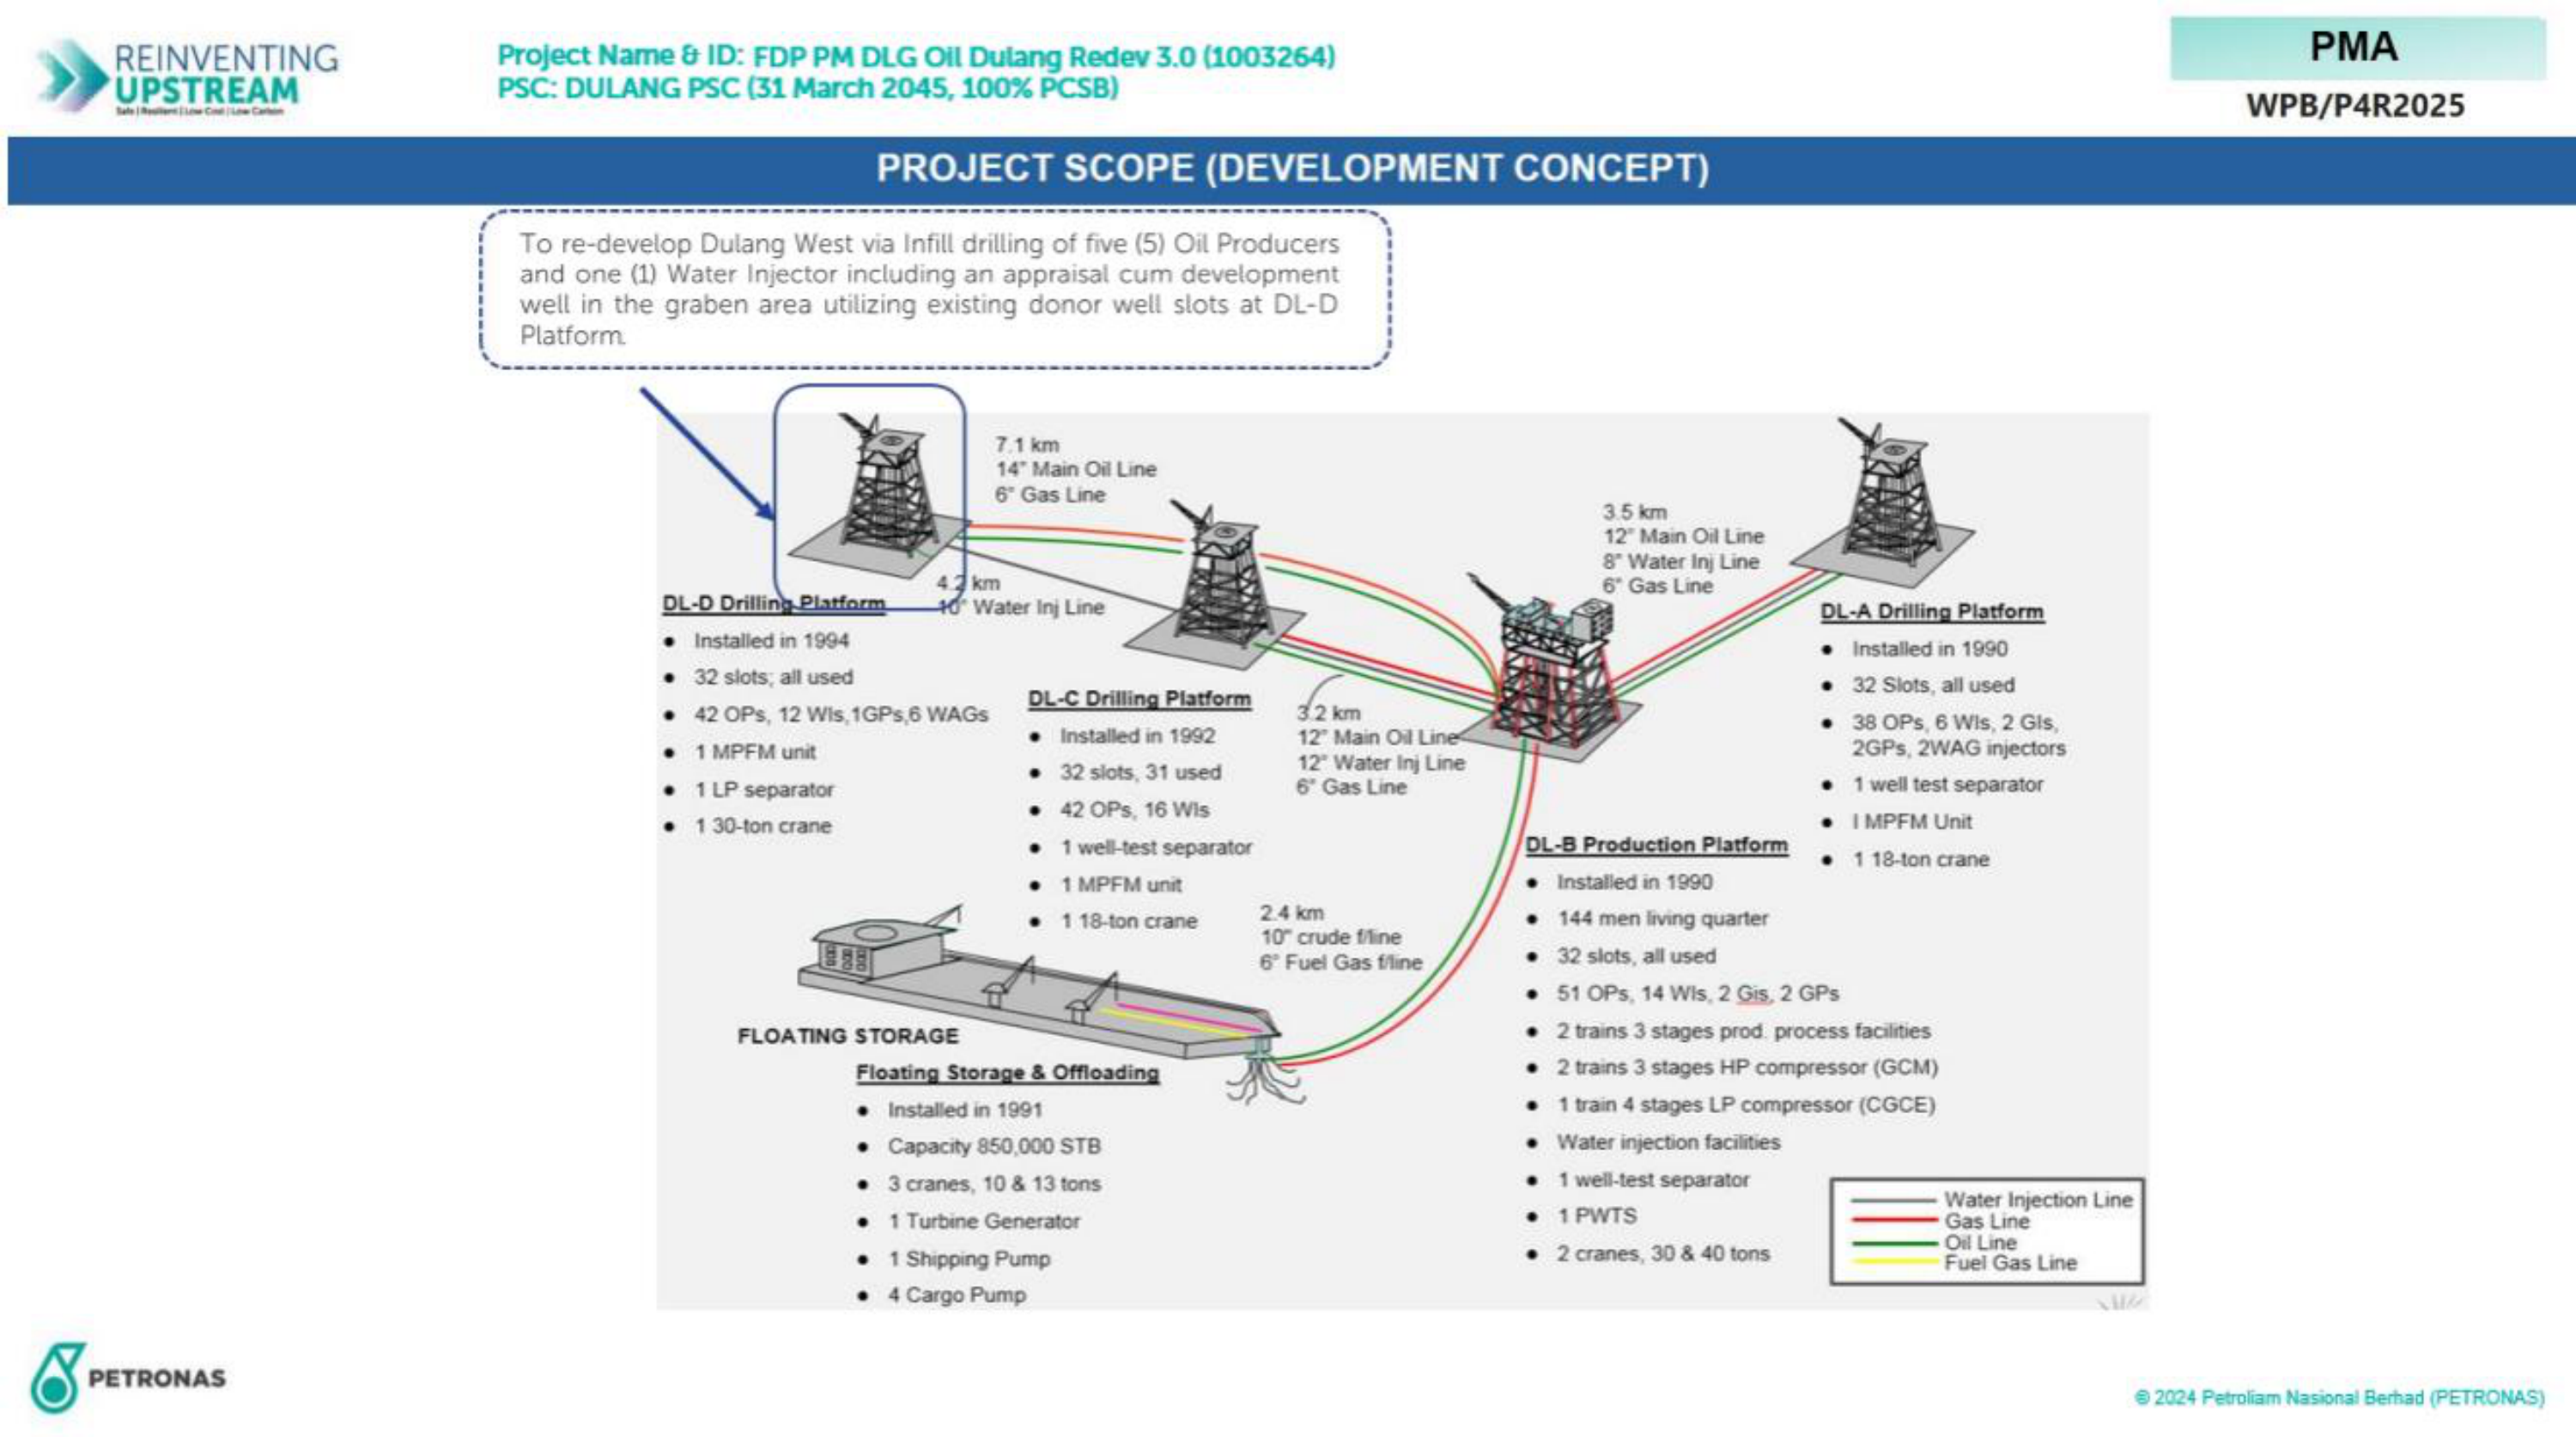 REINVENTING
UPSTREAM
Safe | Resilient | Low Cost | Low Carbon
Project Name & ID: FDP PM DLG Oil Dulang Redev 3.0 (1003264)
PSC: DULANG PSC (31 March 2045, 100% PCSB)
PMA
WPB/P4R2025
PROJECT SCOPE (DEVELOPMENT CONCEPT)
To re-develop Dulang West via Infill drilling of five (5) Oil Producers
and one (1) Water Injector including an appraisal cum development
well in the graben area utilizing existing donor well slots at DL-D
Platform.
7.1 km
14" Main Oil Line
6" Gas Line
4.2 km
10" Water Inj Line
3.5 km
12" Main Oil Line
8" Water Inj Line
6" Gas Line
DL-D Drilling Platform
• Installed in 1994
• 32 slots; all used
• 42 OPs, 12 WIs,1GPs,6 WAGs
• 1 MPFM unit
• 1 LP separator
• 1 30-ton crane
DL-C Drilling Platform
• Installed in 1992
• 32 slots, 31 used
• 42 OPs, 16 WIs
• 1 well-test separator
• 1 MPFM unit
• 1 18-ton crane
3.2 km
12" Main Oil Line
12" Water Inj Line
6" Gas Line
DL-A Drilling Platform
• Installed in 1990
• 32 Slots, all used
• 38 OPs, 6 WIs, 2 GIs,
2GPs, 2WAG injectors
• 1 well test separator
• I MPFM Unit
• 1 18-ton crane
2.4 km
10" crude f/line
6" Fuel Gas f/line
DL-B Production Platform
• Installed in 1990
• 144 men living quarter
• 32 slots, all used
• 51 OPs, 14 WIs, 2 Gis, 2 GPs
• 2 trains 3 stages prod. process facilities
• 2 trains 3 stages HP compressor (GCM)
• 1 train 4 stages LP compressor (CGCE)
• Water injection facilities
• 1 well-test separator
• 1 PWTS
• 2 cranes, 30 & 40 tons
FLOATING STORAGE
Floating Storage & Offloading
• Installed in 1991
• Capacity 850,000 STB
• 3 cranes, 10 & 13 tons
• 1 Turbine Generator
• 1 Shipping Pump
• 4 Cargo Pump
Water Injection Line
Gas Line
Oil Line
Fuel Gas Line
PETRONAS
© 2024 Petroliam Nasional Berhad (PETRONAS)